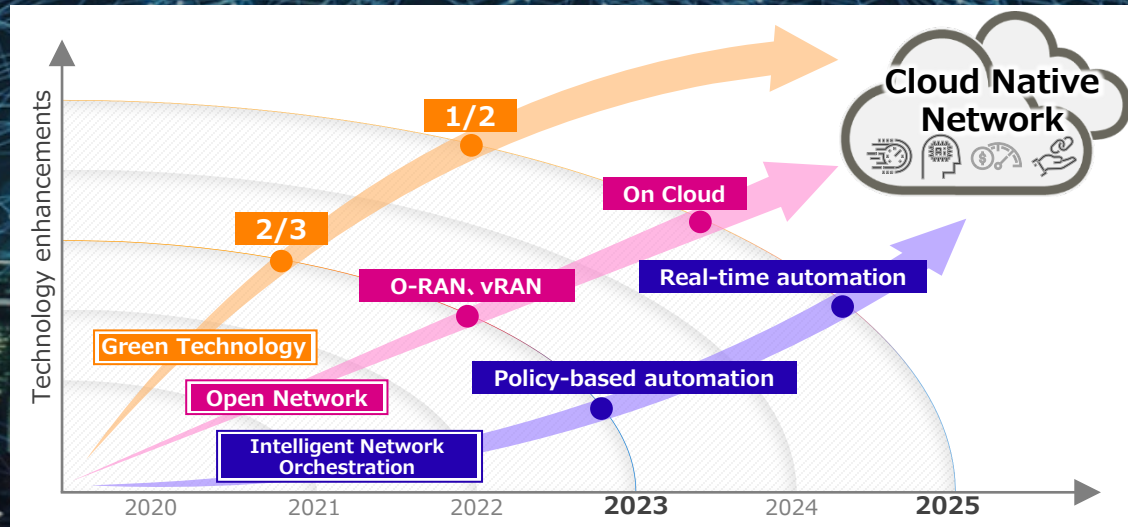 Technology enhancements
Cloud Native
Network
1/2
On Cloud
2/3
O-RAN、vRAN
Real-time automation
Green Technology
Policy-based automation
Open Network
Intelligent Network
Orchestration
2020
2021
2022
2023
2024
2025